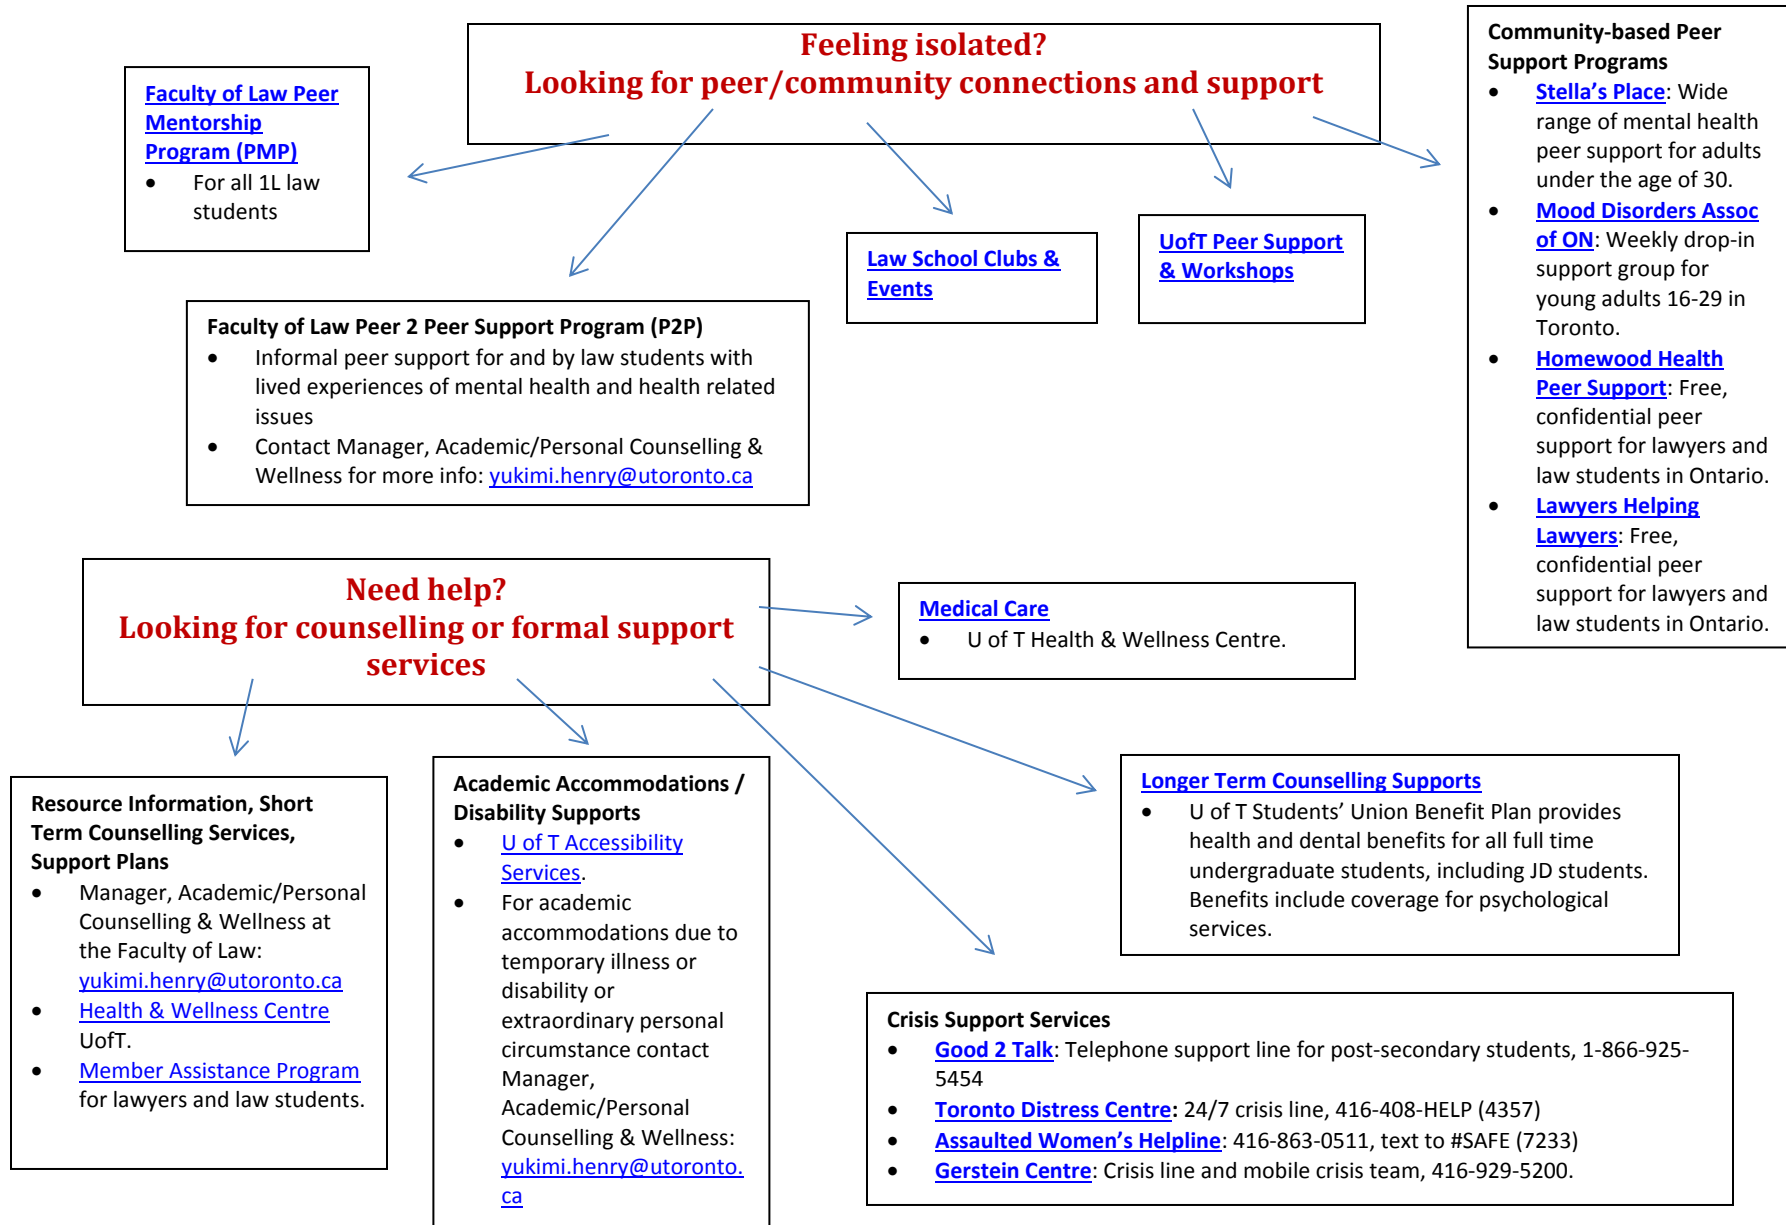 Feeling isolated?
Looking for peer/community connections and support
Faculty of Law Peer
Mentorship
Program (PMP)
• For all 1L law
students
Faculty of Law Peer 2 Peer Support Program (P2P)
• Informal peer support for and by law students with
lived experiences of mental health and health related
issues
• Contact Manager, Academic/Personal Counselling &
Wellness for more info: yukimi.henry@utoronto.ca
Law School Clubs &
Events
UofT Peer Support
& Workshops
Community-based Peer
Support Programs
• Stella’s Place: Wide
range of mental health
peer support for adults
under the age of 30.
• Mood Disorders Assoc
of ON: Weekly drop-in
support group for
young adults 16-29 in
Toronto.
• Homewood Health
Peer Support: Free,
confidential peer
support for lawyers and
law students in Ontario.
• Lawyers Helping
Lawyers: Free,
confidential peer
support for lawyers and
law students in Ontario.
Need help?
Looking for counselling or formal support
services
Medical Care
• U of T Health & Wellness Centre.
Resource Information, Short
Term Counselling Services,
Support Plans
• Manager, Academic/Personal
Counselling & Wellness at
the Faculty of Law:
yukimi.henry@utoronto.ca
• Health & Wellness Centre
UofT.
• Member Assistance Program
for lawyers and law students.
Academic Accommodations /
Disability Supports
• U of T Accessibility
Services.
• For academic
accommodations due to
temporary illness or
disability or
extraordinary personal
circumstance contact
Manager,
Academic/Personal
Counselling & Wellness:
yukimi.henry@utoronto.
ca
Longer Term Counselling Supports
• U of T Students’ Union Benefit Plan provides
health and dental benefits for all full time
undergraduate students, including JD students.
Benefits include coverage for psychological
services.
Crisis Support Services
• Good 2 Talk: Telephone support line for post-secondary students, 1-866-925-
5454
• Toronto Distress Centre: 24/7 crisis line, 416-408-HELP (4357)
• Assaulted Women’s Helpline: 416-863-0511, text to #SAFE (7233)
• Gerstein Centre: Crisis line and mobile crisis team, 416-929-5200.